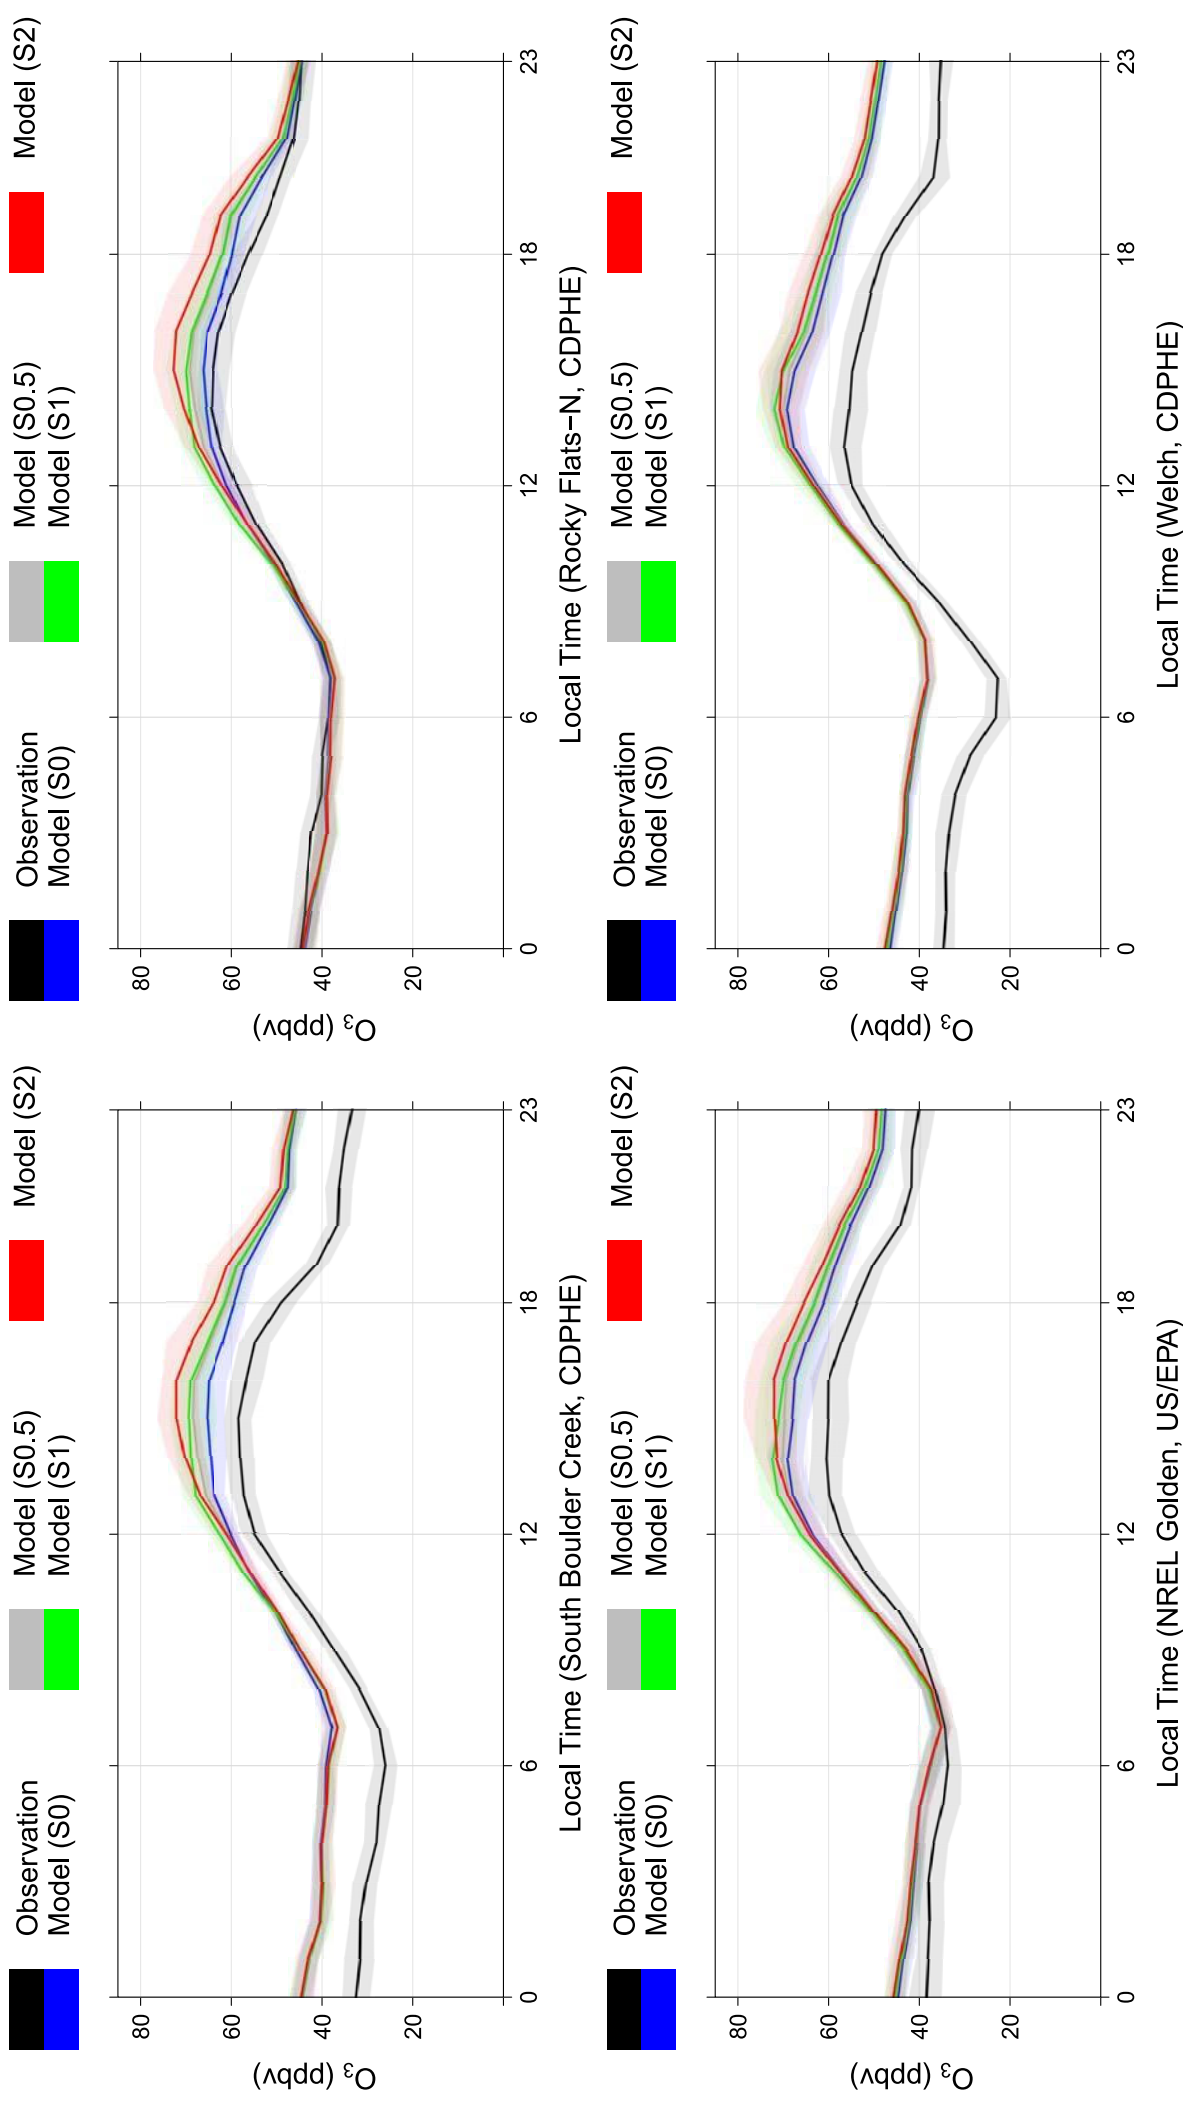 Observation Model (S0.5) Model (S2)
Model (S0) Model (S1)
O₃ (ppbv)
80
60
40
20
0 6 12 18 23
Local Time (South Boulder Creek, CDPHE)
Observation Model (S0.5) Model (S2)
Model (S0) Model (S1)
O₃ (ppbv)
80
60
40
20
0 6 12 18 23
Local Time (Rocky Flats−N, CDPHE)
Observation Model (S0.5) Model (S2)
Model (S0) Model (S1)
O₃ (ppbv)
80
60
40
20
0 6 12 18 23
Local Time (NREL Golden, US/EPA)
Observation Model (S0.5) Model (S2)
Model (S0) Model (S1)
O₃ (ppbv)
80
60
40
20
0 6 12 18 23
Local Time (Welch, CDPHE)